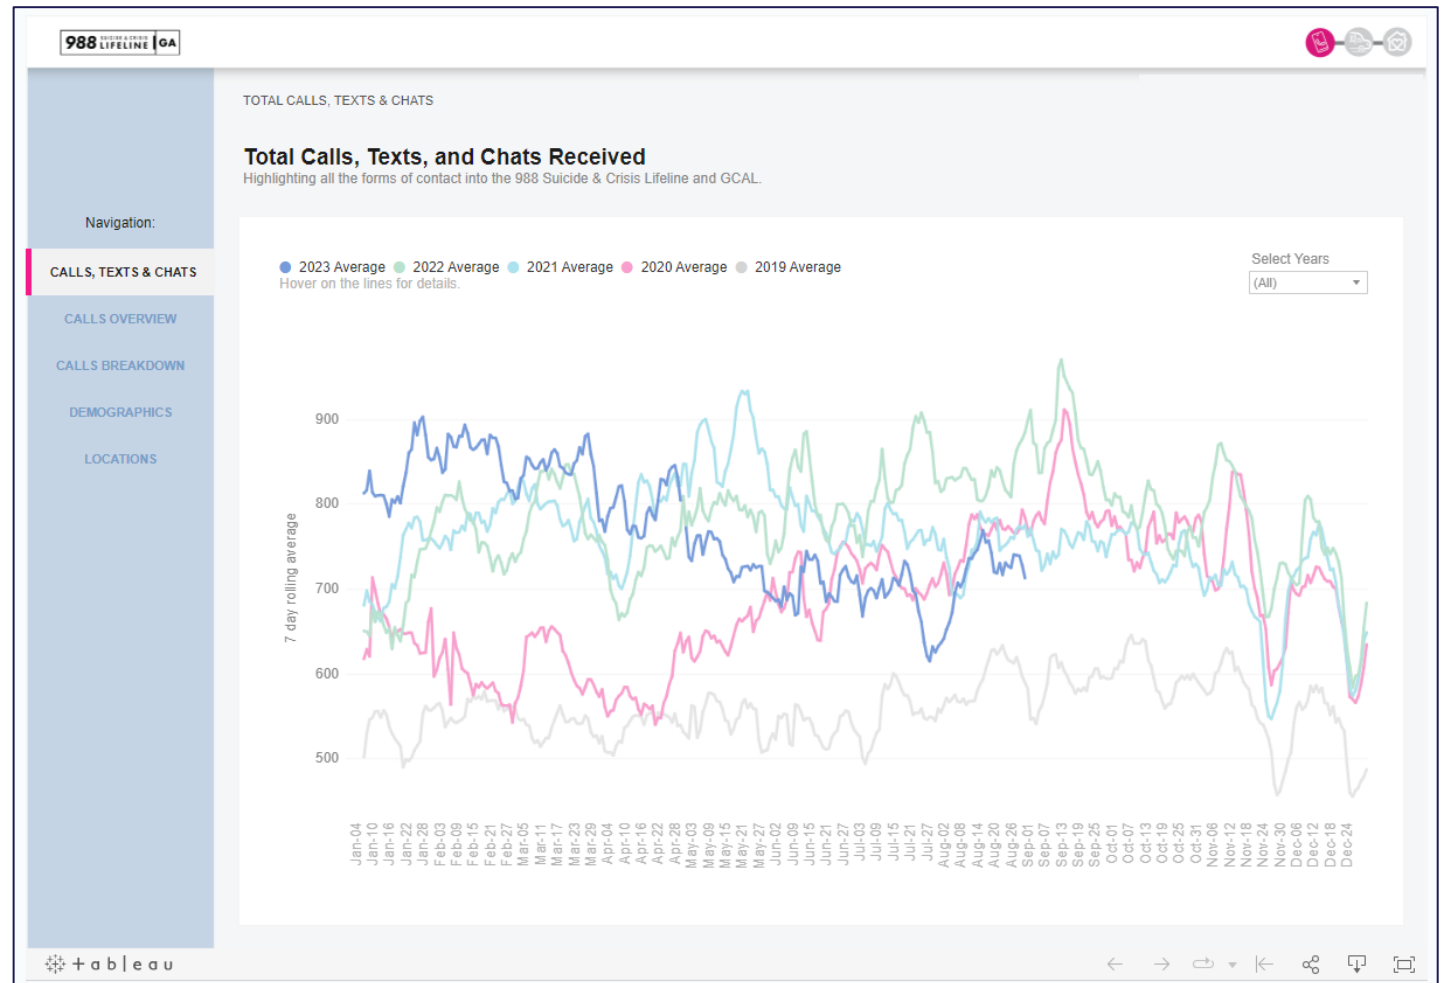 988 SUICIDE & CRISIS LIFELINE GA
TOTAL CALLS, TEXTS & CHATS
Total Calls, Texts, and Chats Received
Highlighting all the forms of contact into the 988 Suicide & Crisis Lifeline and GCAL.
Navigation:
CALLS, TEXTS & CHATS
CALLS OVERVIEW
CALLS BREAKDOWN
DEMOGRAPHICS
LOCATIONS
2023 Average 2022 Average 2021 Average 2020 Average 2019 Average
Hover on the lines for details.
Select Years
(All)
7 day rolling average
900
800
700
600
500
Jan-04
Jan-10
Jan-16
Jan-22
Jan-28
Feb-03
Feb-09
Feb-15
Feb-21
Feb-27
Mar-05
Mar-11
Mar-17
Mar-23
Mar-29
Apr-04
Apr-10
Apr-16
Apr-22
Apr-28
May-03
May-09
May-15
May-21
May-27
Jun-02
Jun-09
Jun-15
Jun-21
Jun-27
Jul-03
Jul-09
Jul-15
Jul-21
Jul-27
Aug-02
Aug-08
Aug-14
Aug-20
Aug-26
Sep-01
Sep-07
Sep-13
Sep-19
Sep-25
Oct-01
Oct-07
Oct-13
Oct-19
Oct-25
Oct-31
Nov-06
Nov-12
Nov-18
Nov-24
Nov-30
Dec-06
Dec-12
Dec-18
Dec-24
+ableau